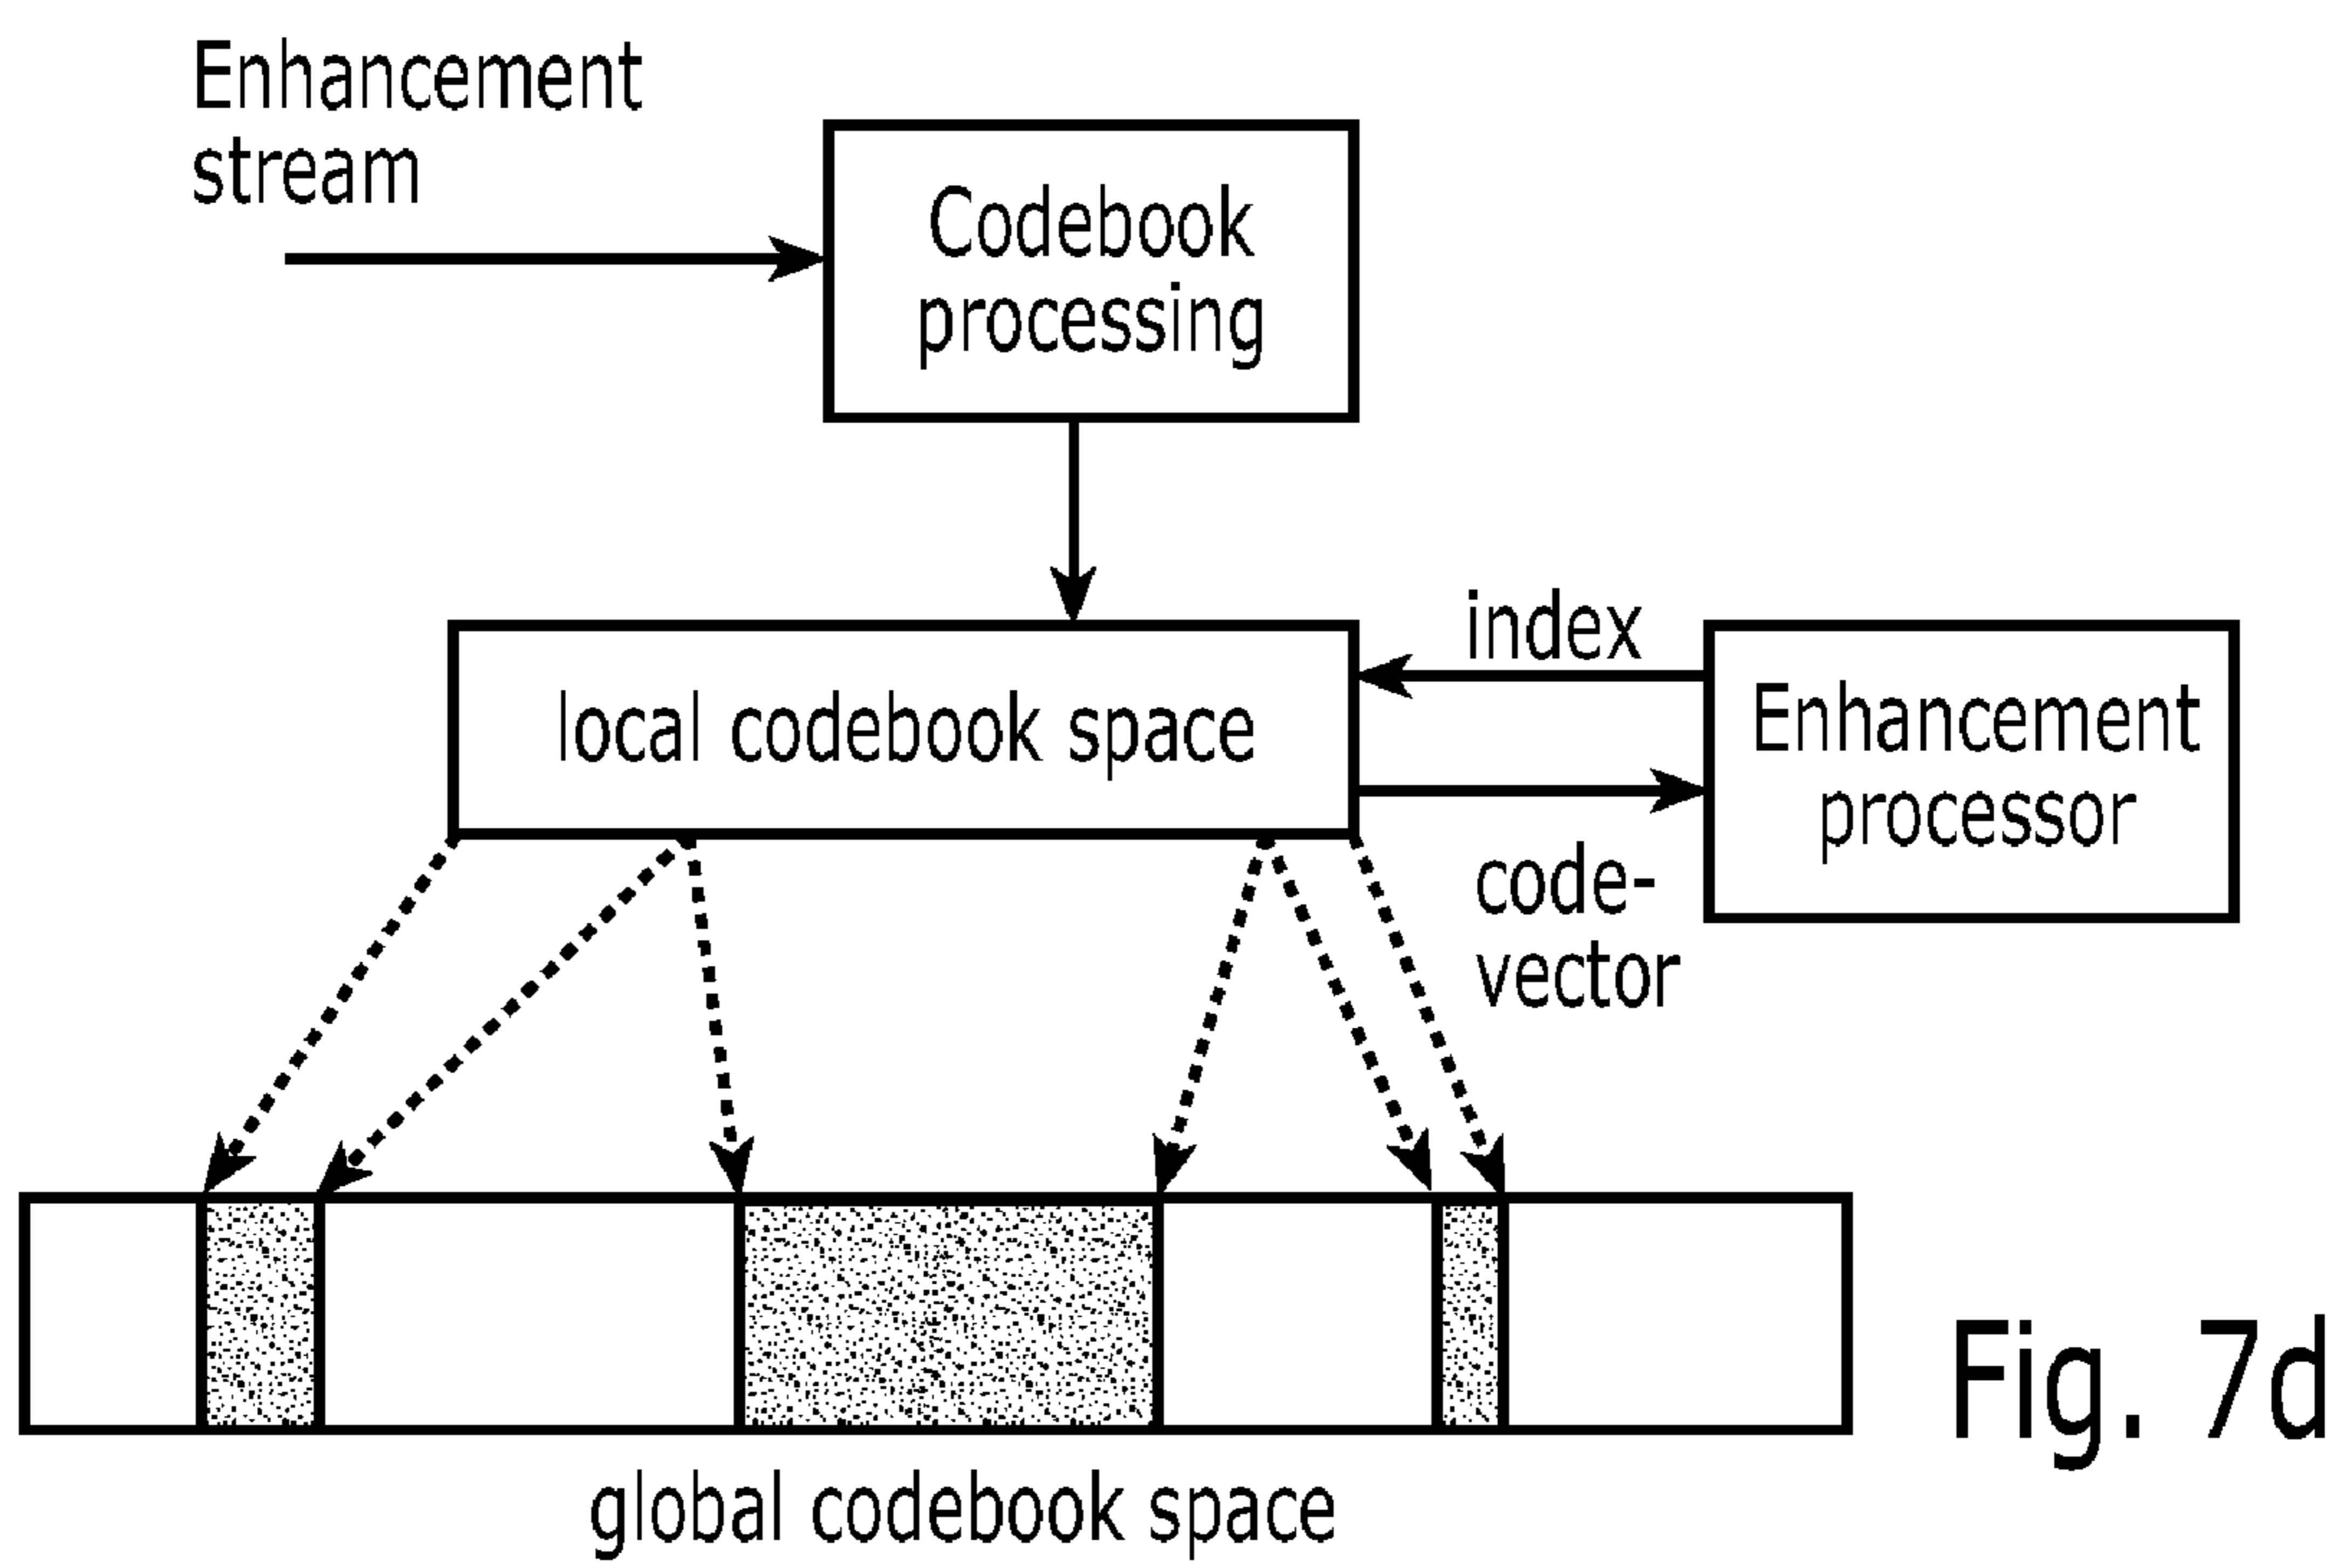 Enhancement
stream
Codebook
processing
index
local codebook space
Enhancement
processor
code-
vector
Fig. 7d
global codebook space